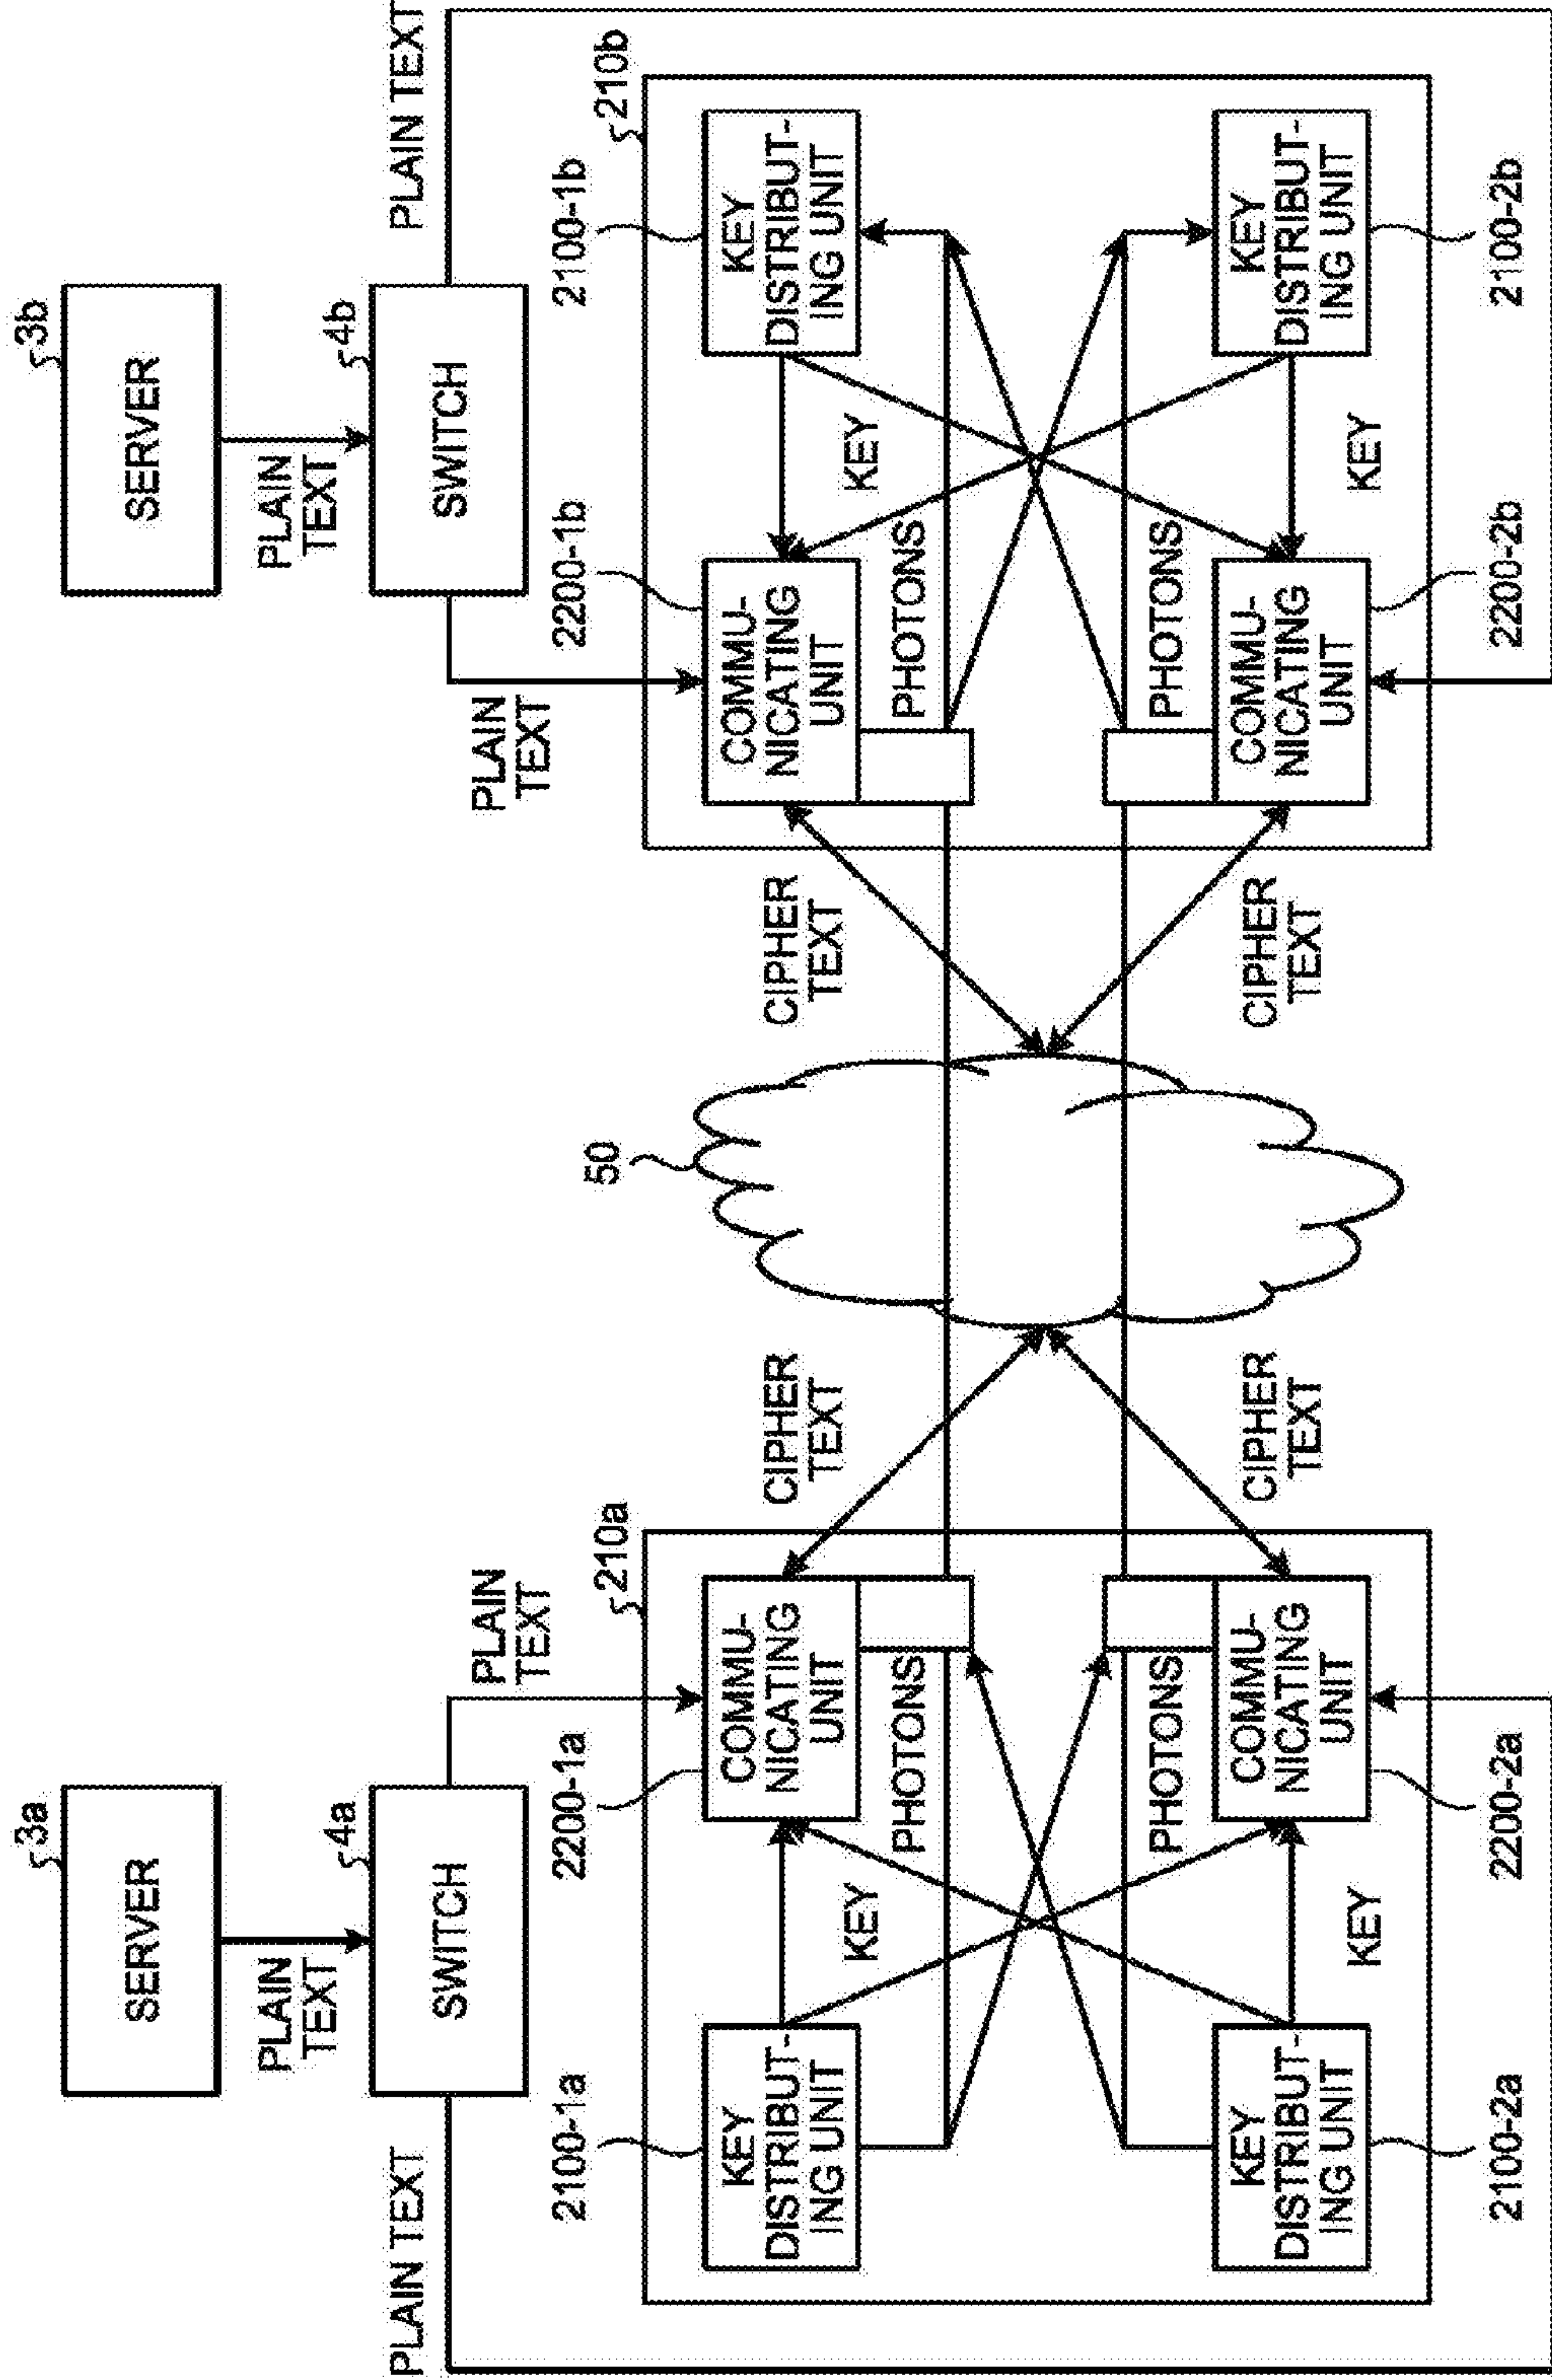 3a
SERVER
PLAIN
TEXT
4a
SWITCH
PLAIN TEXT
PLAIN
TEXT
210a
2100-1a
KEY
DISTRIBUT-
ING UNIT
2200-1a
COMMU-
NICATING
UNIT
KEY
PHOTONS
PHOTONS
KEY
KEY
DISTRIBUT-
ING UNIT
2100-2a
COMMU-
NICATING
UNIT
2200-2a
CIPHER
TEXT
CIPHER
TEXT
50
CIPHER
TEXT
CIPHER
TEXT
3b
SERVER
PLAIN
TEXT
4b
SWITCH
PLAIN TEXT
PLAIN
TEXT
210b
2200-1b
COMMU-
NICATING
UNIT
2100-1b
KEY
DISTRIBUT-
ING UNIT
KEY
PHOTONS
PHOTONS
KEY
COMMU-
NICATING
UNIT
2200-2b
KEY
DISTRIBUT-
ING UNIT
2100-2b